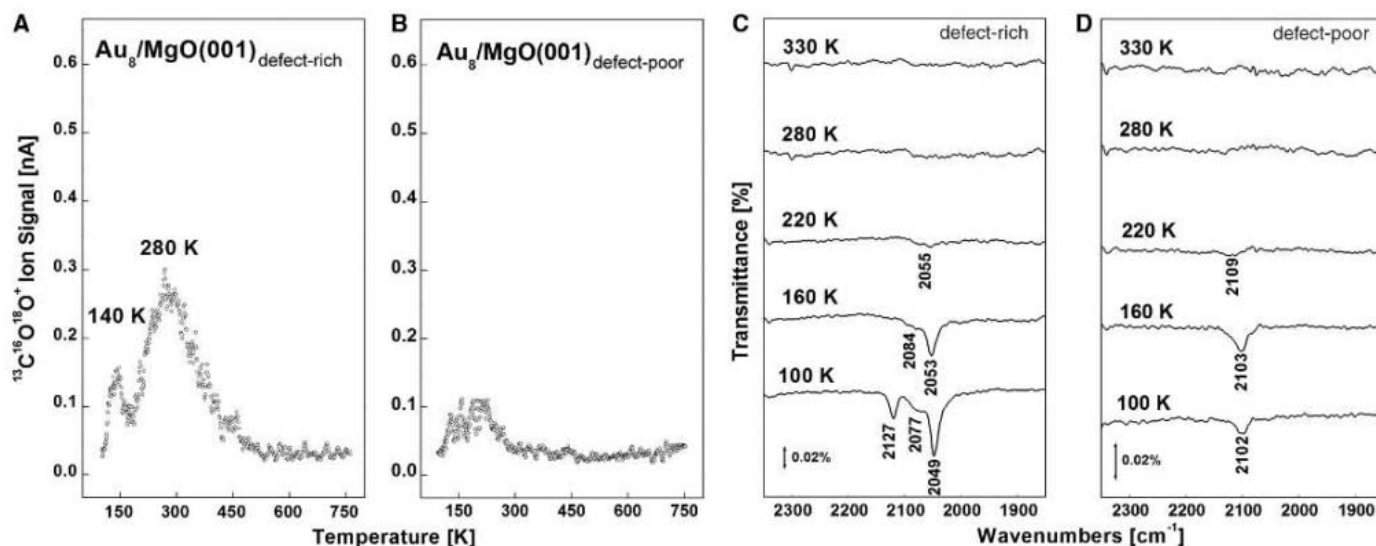 A
Au8/MgO(001)defect-rich
0.6
0.5
0.4
0.3
0.2
0.1
0.0
13C16O18O+ Ion Signal [nA]
280 K
140 K
150 300 450 600 750
B
Au8/MgO(001)defect-poor
0.6
0.5
0.4
0.3
0.2
0.1
0.0
150 300 450 600 750
Temperature [K]
C
defect-rich
330 K
280 K
220 K
2055
160 K
2084
2053
100 K
2127
2077
2049
0.02%
Transmittance [%]
2300 2200 2100 2000 1900
D
defect-poor
330 K
280 K
220 K
2109
160 K
2103
100 K
2102
0.02%
2300 2200 2100 2000 1900
Wavenumbers [cm-1]